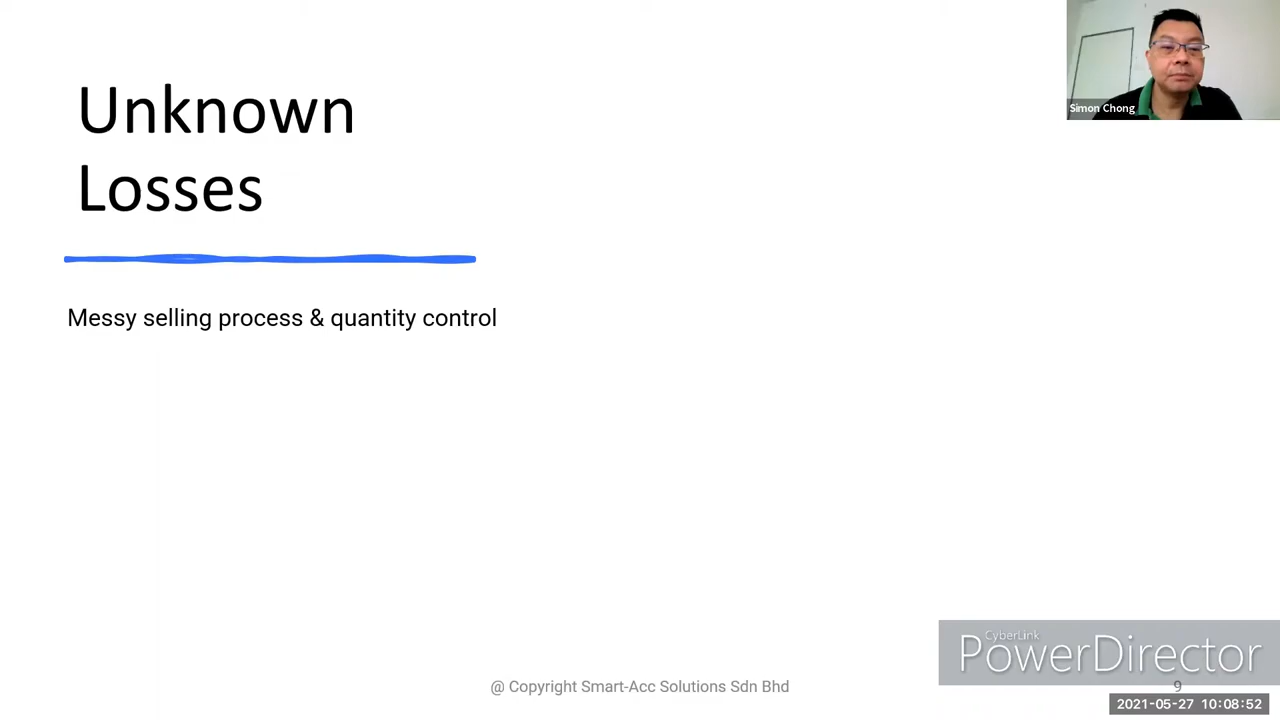 Unknown
Losses
Simon Chong
Messy selling process & quantity control
CyberLink
PowerDirector
@ Copyright Smart-Acc Solutions Sdn Bhd
9
2021-05-27 10:08:52